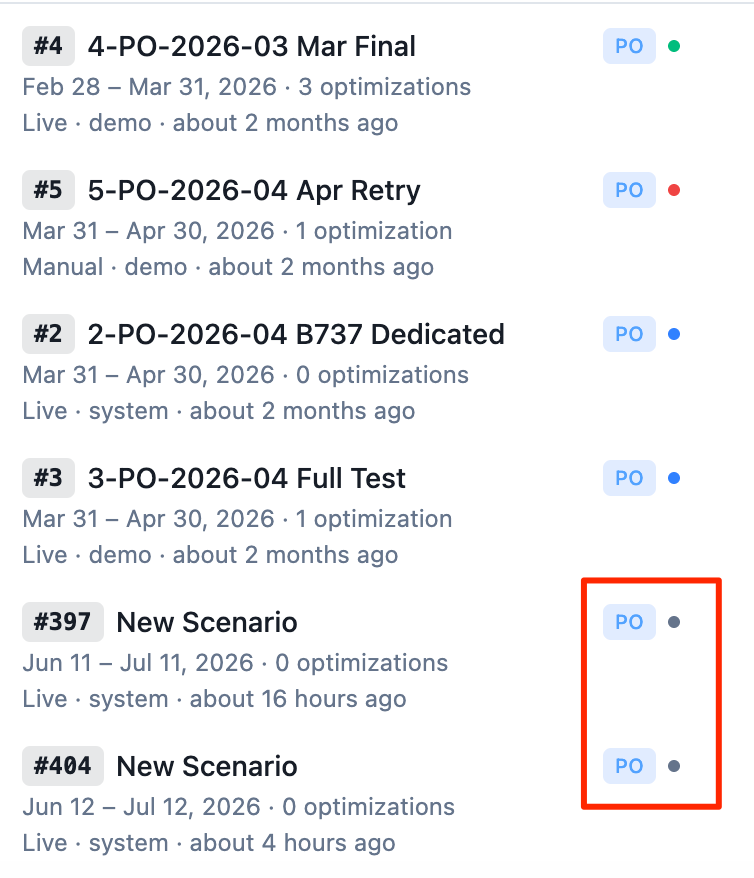 #4 4-PO-2026-03 Mar Final PO
Feb 28 – Mar 31, 2026 · 3 optimizations
Live · demo · about 2 months ago
#5 5-PO-2026-04 Apr Retry PO
Mar 31 – Apr 30, 2026 · 1 optimization
Manual · demo · about 2 months ago
#2 2-PO-2026-04 B737 Dedicated PO
Mar 31 – Apr 30, 2026 · 0 optimizations
Live · system · about 2 months ago
#3 3-PO-2026-04 Full Test PO
Mar 31 – Apr 30, 2026 · 1 optimization
Live · demo · about 2 months ago
#397 New Scenario PO
Jun 11 – Jul 11, 2026 · 0 optimizations
Live · system · about 16 hours ago
#404 New Scenario PO
Jun 12 – Jul 12, 2026 · 0 optimizations
Live · system · about 4 hours ago